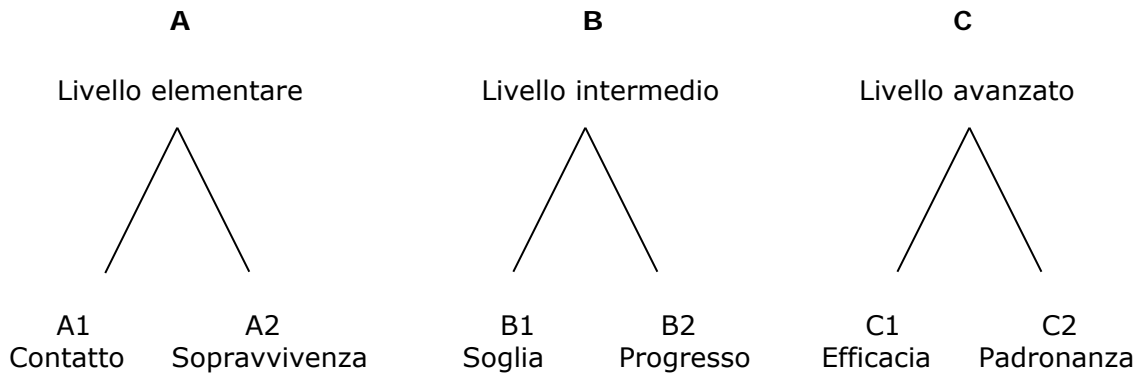 A
B
C
Livello elementare
Livello intermedio
Livello avanzato
A1
Contatto
A2
Sopravvivenza
B1
Soglia
B2
Progresso
C1
Efficacia
C2
Padronanza